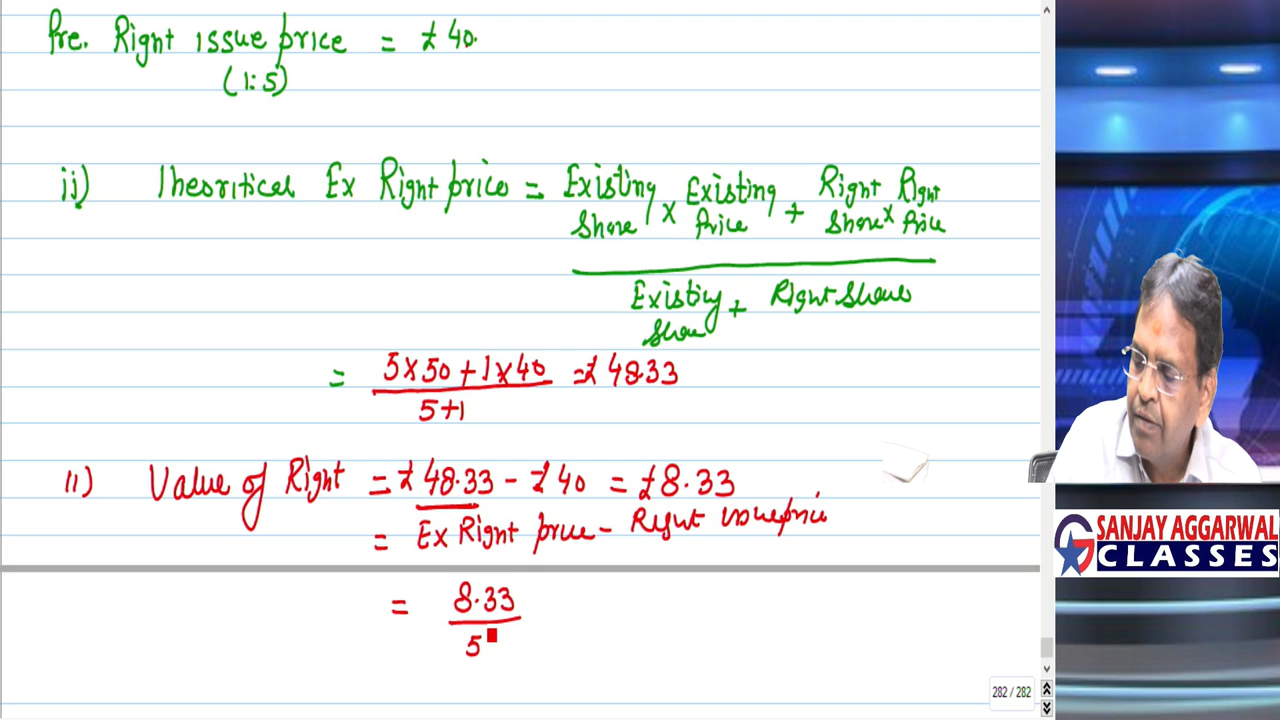 Pre. Right issue price = ₹ 40.
(1:5)
ii) Theoritical Ex Right price = Existing Share x Existing Price + Right Share x Right Price
Existing Share + Right Shares
= 5x50 + 1x40 = ₹ 48.33
5+1
ii) Value of Right = ₹ 48.33 - ₹ 40 = ₹ 8.33
= Ex Right price - Right issue price
= 8.33
5
282 / 282
SANJAY AGGARWAL
CLASSES